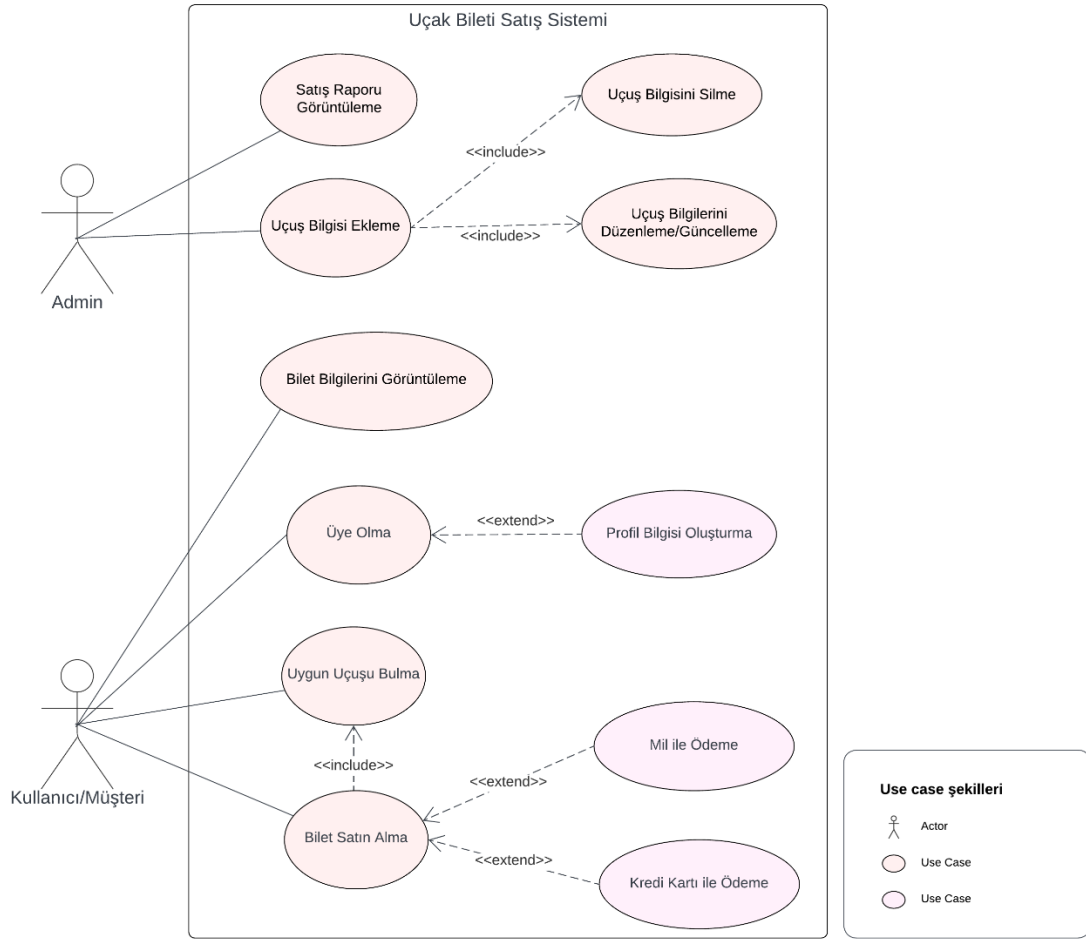 Uçak Bileti Satış Sistemi
Satış Raporu
Görüntüleme
Uçuş Bilgisini Silme
<<include>>
Uçuş Bilgisi Ekleme
Uçuş Bilgilerini
Düzenleme/Güncelleme
<<include>>
Admin
Bilet Bilgilerini Görüntüleme
Üye Olma
<<extend>>
Profil Bilgisi Oluşturma
Uygun Uçuşu Bulma
Kullanıcı/Müşteri
<<include>>
Mil ile Ödeme
<<extend>>
Bilet Satın Alma
<<extend>>
Kredi Kartı ile Ödeme
Use case şekilleri
Actor
Use Case
Use Case